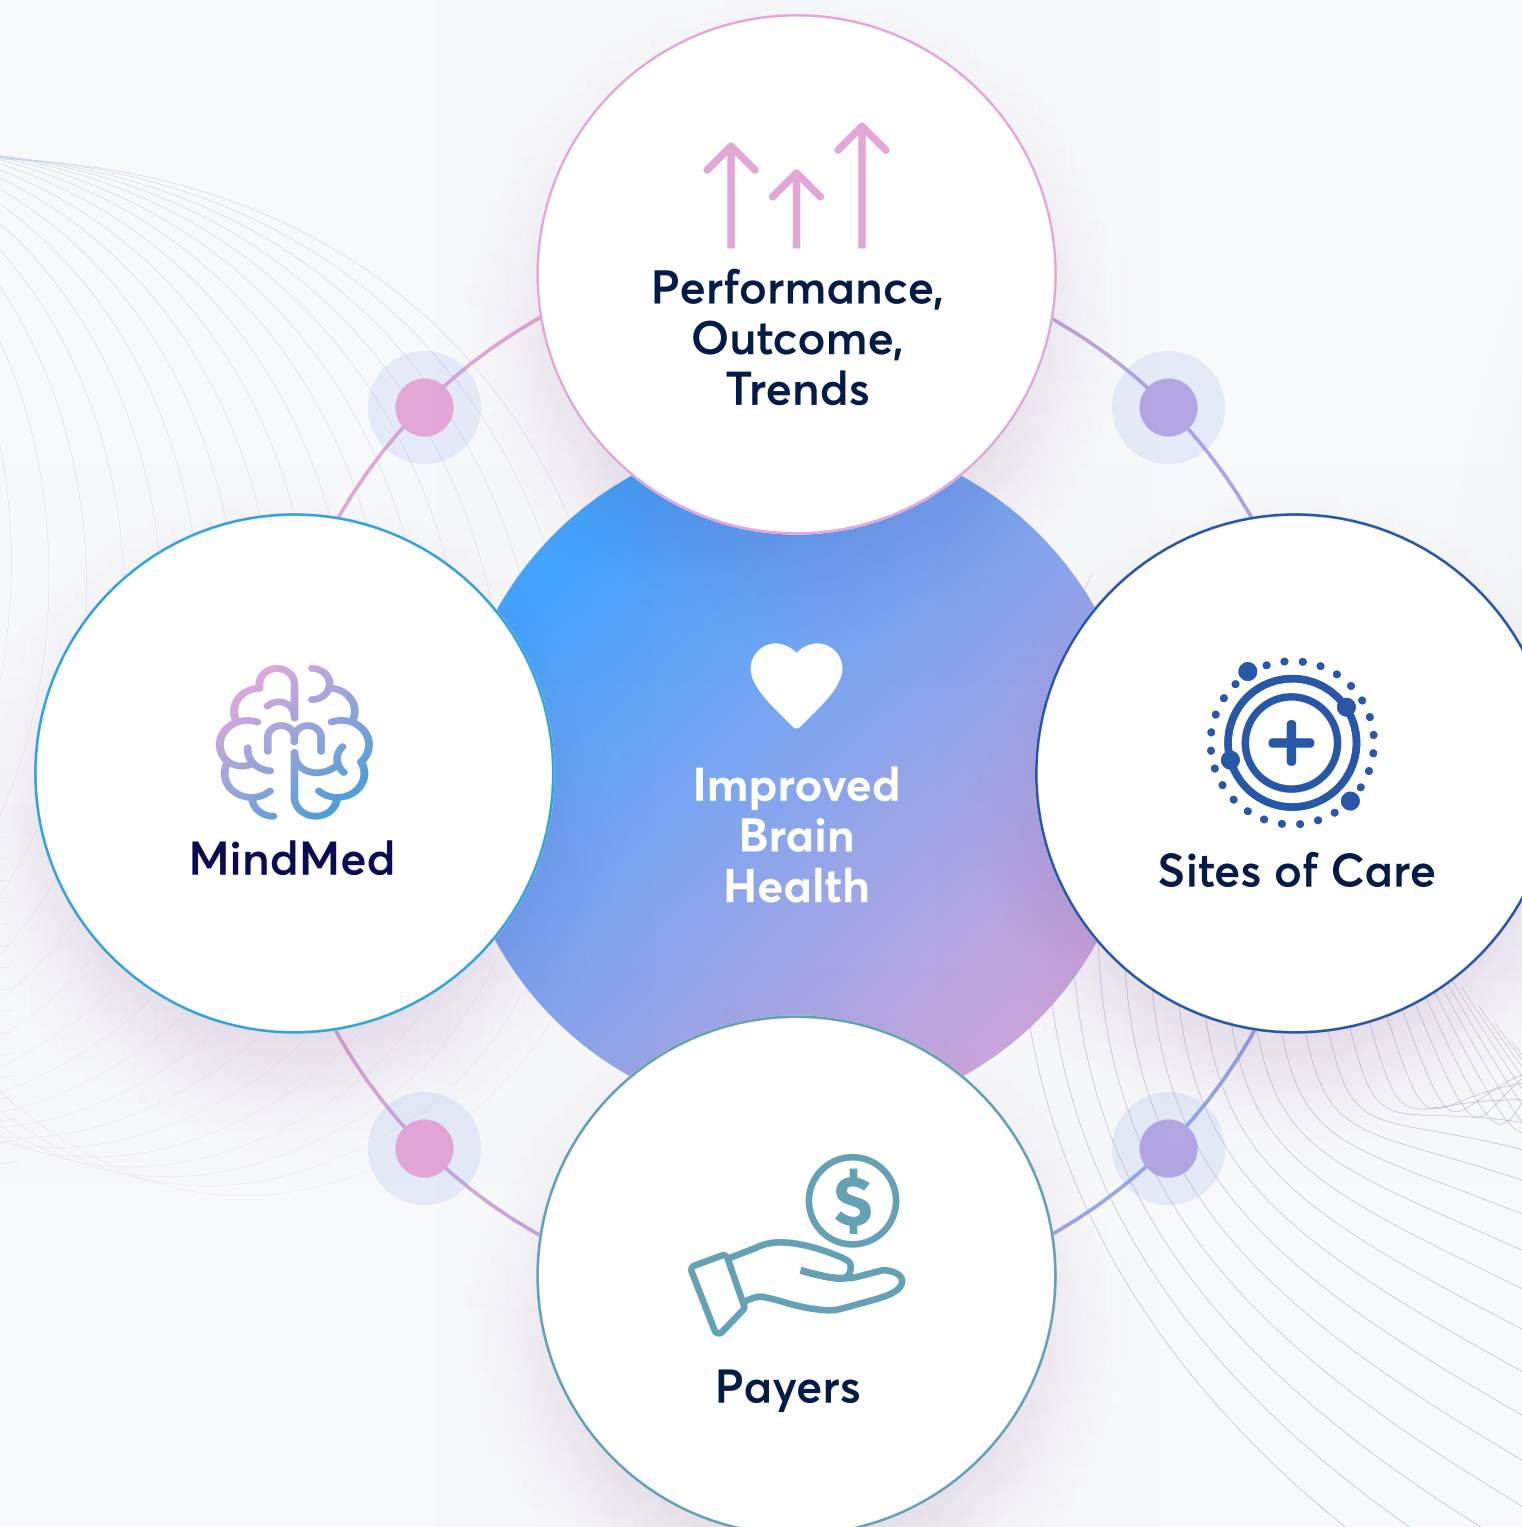 Performance,
Outcome,
Trends
MindMed
Improved
Brain
Health
Sites of Care
$
Payers